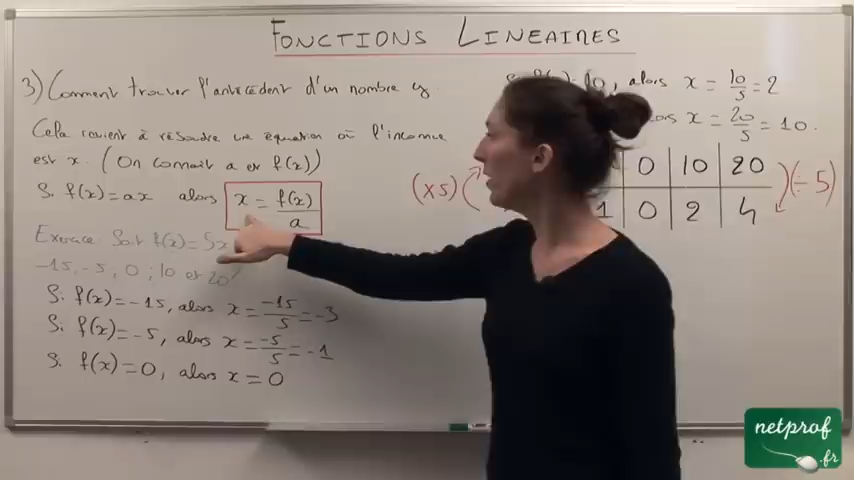 FONCTIONS LINEAIRES
3) Comment trouver l'antécédent d'un nombre y
Cela revient à résoudre une équation où l'inconnue
est x. (On connait a et f(x))
Si f(x)=ax alors x = f(x)/a
Exercice Soit f(x)=5x
-15, -5, 0 ; 10 et 20
Si f(x)=-15, alors x = -15/5 = -3
Si f(x)=-5, alors x = -5/5 = -1
Si f(x)=0, alors x = 0
10, alors x = 10/5 = 2
alors x = 20/5 = 10.
(x5) 0 10 20 (÷5)
1 0 2 4
netprof
.fr